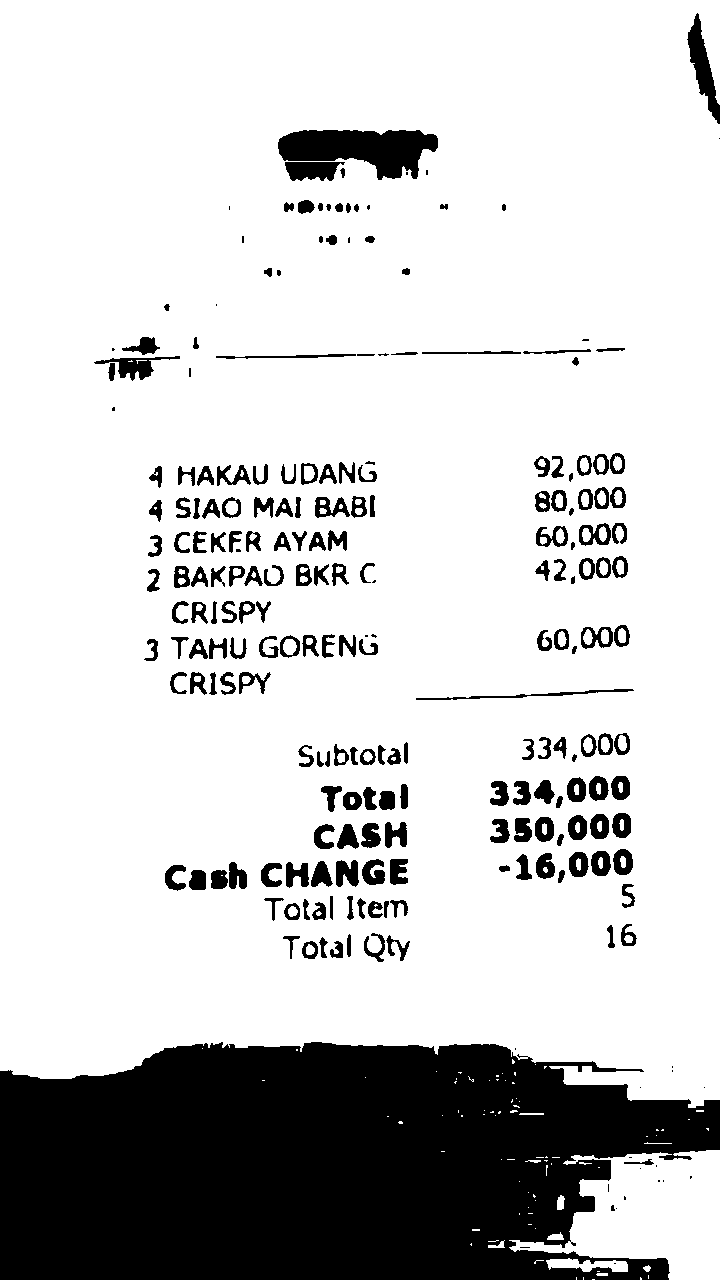 4 HAKAU UDANG 92,000
4 SIAO MAI BABI 80,000
3 CEKER AYAM 60,000
2 BAKPAO BKR C 42,000
CRISPY
3 TAHU GORENG 60,000
CRISPY
Subtotal 334,000
Total 334,000
CASH 350,000
Cash CHANGE -16,000
Total Item 5
Total Qty 16